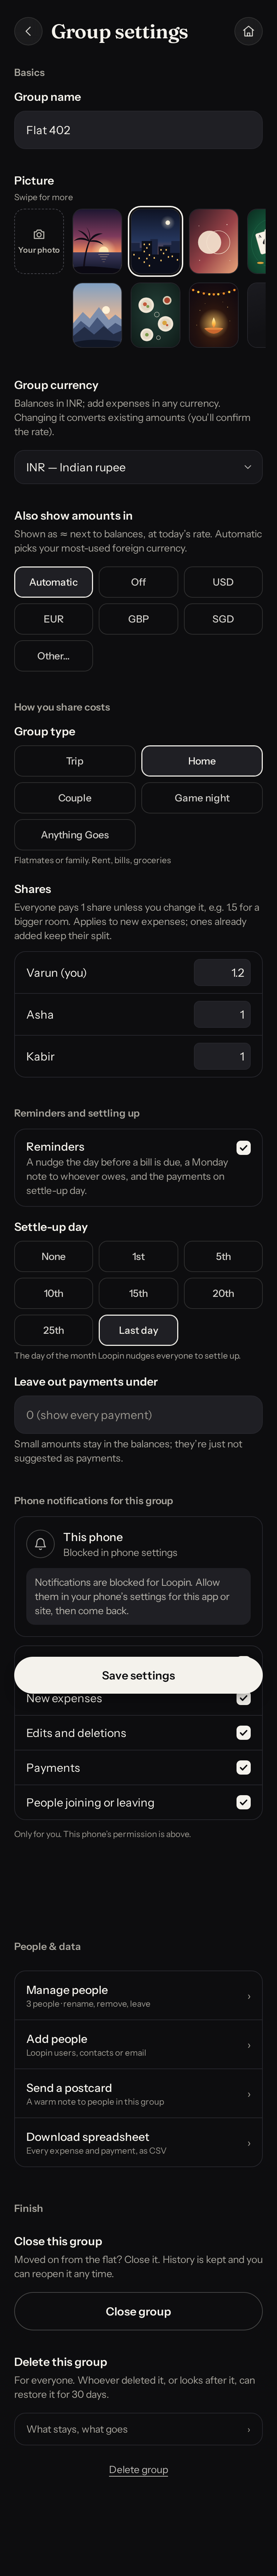 Group settings
Basics
Group name
Flat 402
Picture
Swipe for more
Your photo
Group currency
Balances in INR; add expenses in any currency.
Changing it converts existing amounts (you'll confirm
the rate).
INR — Indian rupee
Also show amounts in
Shown as ≈ next to balances, at today's rate. Automatic
picks your most-used foreign currency.
Automatic
Off
USD
EUR
GBP
SGD
Other...
How you share costs
Group type
Trip
Home
Couple
Game night
Anything Goes
Flatmates or family. Rent, bills, groceries
Shares
Everyone pays 1 share unless you change it, e.g. 1.5 for a
bigger room. Applies to new expenses; ones already
added keep their split.
Varun (you) 1.2
Asha 1
Kabir 1
Reminders and settling up
Reminders
A nudge the day before a bill is due, a Monday
note to whoever owes, and the payments on
settle-up day.
Settle-up day
None
1st
5th
10th
15th
20th
25th
Last day
The day of the month Loopin nudges everyone to settle up.
Leave out payments under
0 (show every payment)
Small amounts stay in the balances; they're just not
suggested as payments.
Phone notifications for this group
This phone
Blocked in phone settings
Notifications are blocked for Loopin. Allow
them in your phone's settings for this app or
site, then come back.
Save settings
New expenses
Edits and deletions
Payments
People joining or leaving
Only for you. This phone's permission is above.
People & data
Manage people
3 people · rename, remove, leave
›
Add people
Loopin users, contacts or email
›
Send a postcard
A warm note to people in this group
›
Download spreadsheet
Every expense and payment, as CSV
›
Finish
Close this group
Moved on from the flat? Close it. History is kept and you
can reopen it any time.
Close group
Delete this group
For everyone. Whoever deleted it, or looks after it, can
restore it for 30 days.
What stays, what goes ›
Delete group